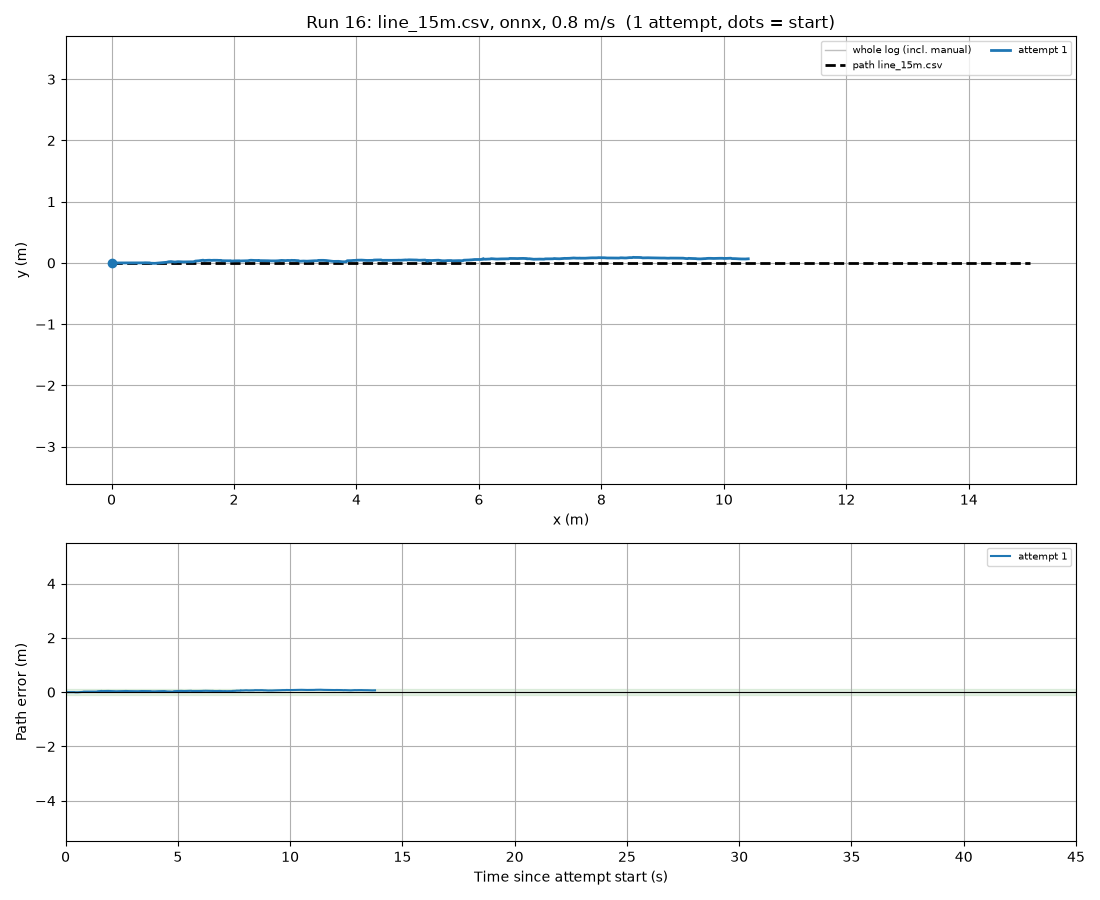 Run 16: line_15m.csv, onnx, 0.8 m/s  (1 attempt, dots = start)
whole log (incl. manual)
path line_15m.csv
attempt 1
y (m)
3
2
1
0
−1
−2
−3
0 2 4 6 8 10 12 14
x (m)
attempt 1
Path error (m)
4
2
0
−2
−4
0 5 10 15 20 25 30 35 40 45
Time since attempt start (s)